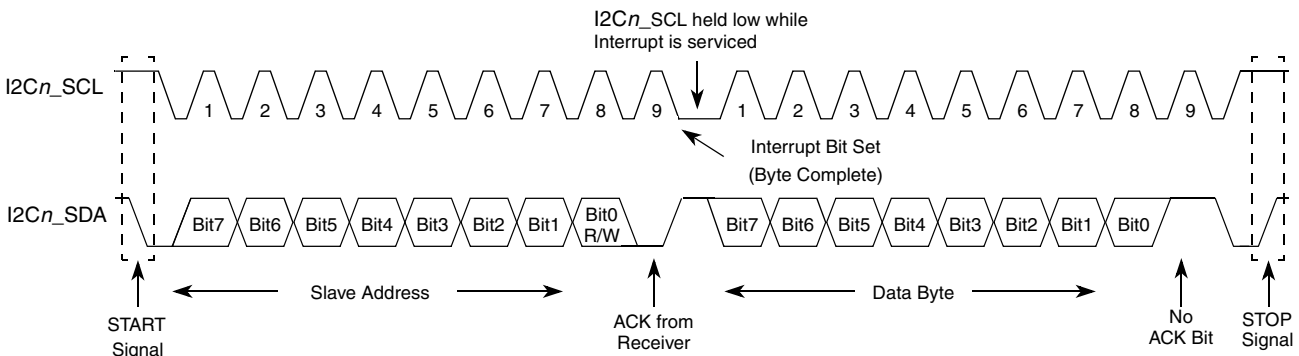 I2Cn_SCL held low while
Interrupt is serviced
I2Cn_SCL
1 2 3 4 5 6 7 8 9 1 2 3 4 5 6 7 8 9
Interrupt Bit Set
(Byte Complete)
I2Cn_SDA
Bit7 Bit6 Bit5 Bit4 Bit3 Bit2 Bit1 Bit0 R/W Bit7 Bit6 Bit5 Bit4 Bit3 Bit2 Bit1 Bit0
Slave Address
Data Byte
START
Signal
ACK from
Receiver
No
ACK Bit
STOP
Signal